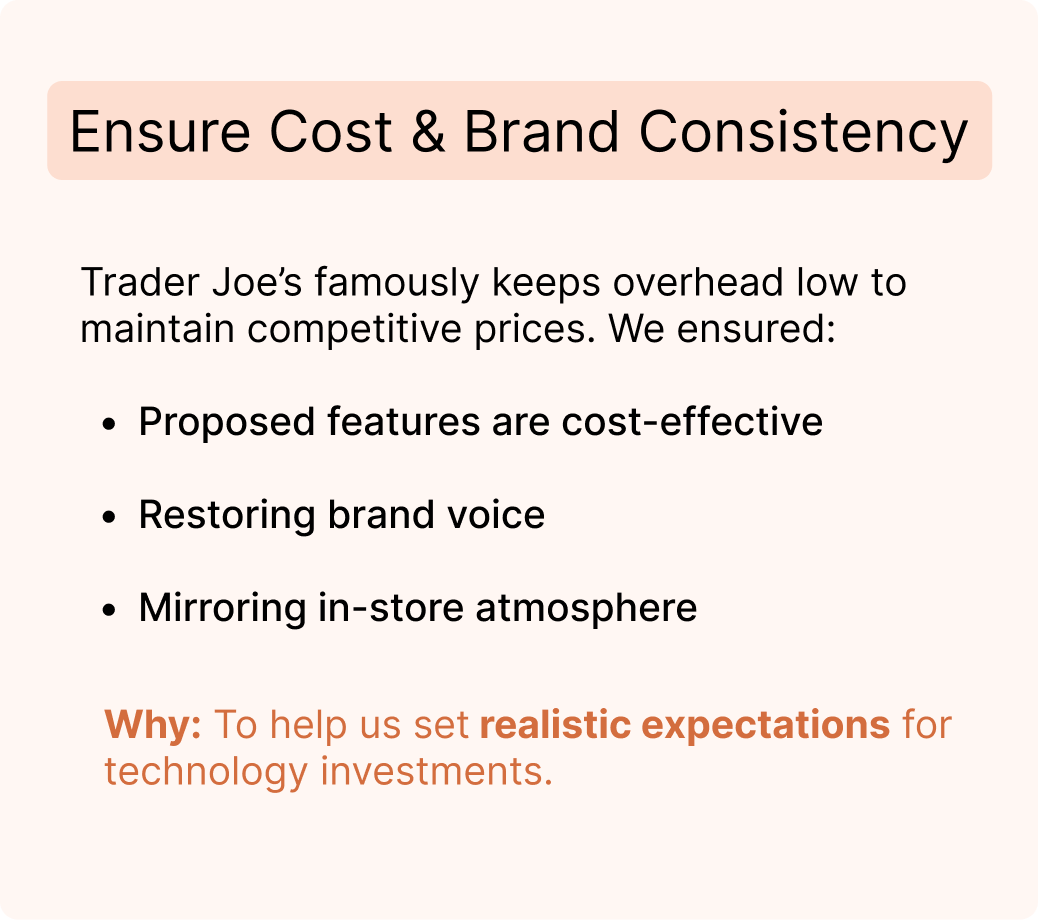 Ensure Cost & Brand Consistency
Trader Joe’s famously keeps overhead low to
maintain competitive prices. We ensured:
• Proposed features are cost-effective
• Restoring brand voice
• Mirroring in-store atmosphere
Why: To help us set realistic expectations for
technology investments.